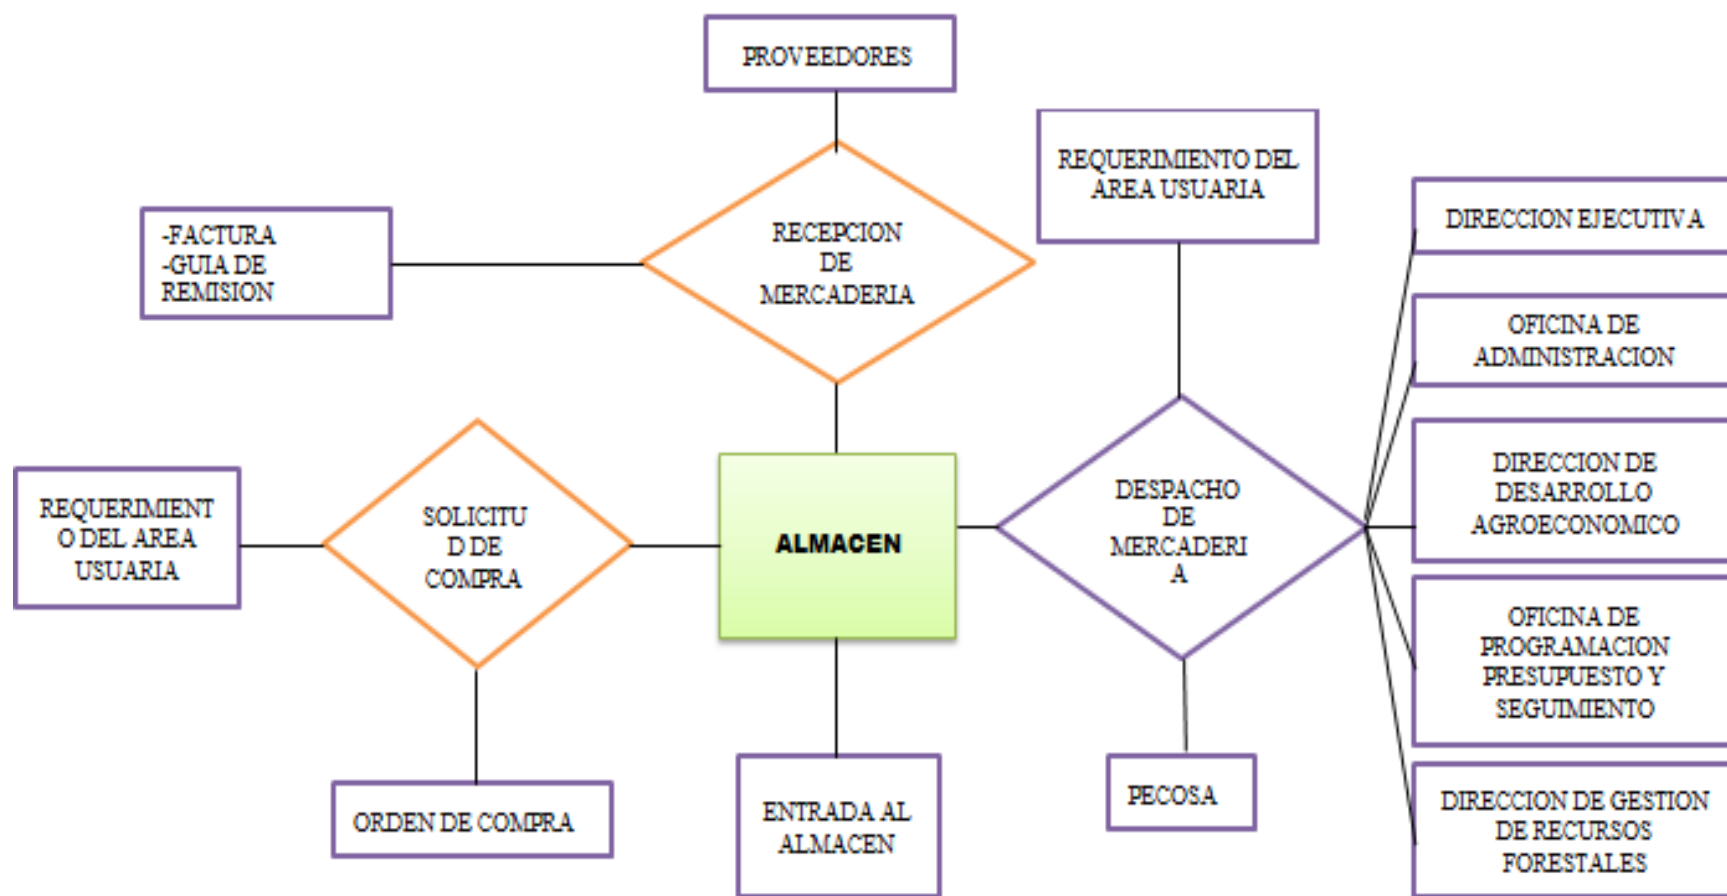 PROVEEDORES
REQUERIMIENTO DEL
AREA USUARIA
-FACTURA
-GUIA DE
REMISION
RECEPCION
DE
MERCADERIA
DIRECCION EJECUTIVA
OFICINA DE
ADMINISTRACION
REQUERIMIENT
O DEL AREA
USUARIA
SOLICITU
D DE
COMPRA
ALMACEN
DESPACHO
DE
MERCADERI
A
DIRECCION DE
DESARROLLO
AGROECONOMICO
OFICINA DE
PROGRAMACION
PRESUPUESTO Y
SEGUIMIENTO
ORDEN DE COMPRA
ENTRADA AL
ALMACEN
PECOSA
DIRECCION DE GESTION
DE RECURSOS
FORESTALES